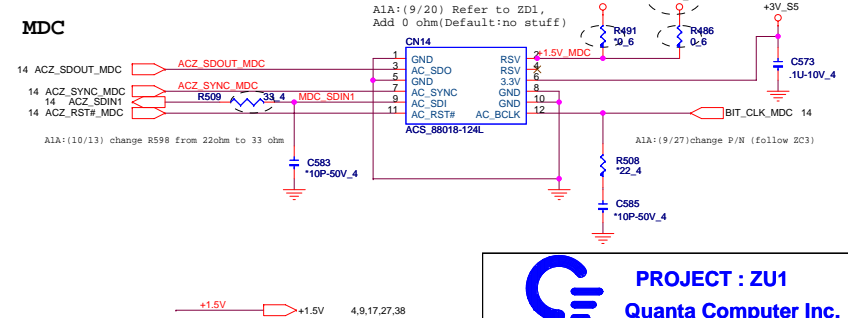 A1A:(9/20) Refer to ZD1,
Add 0 ohm(Default:no stuff)
+3V_S5
MDC
R491
*0_6
R486
0_6
CN14
+1.5V_MDC
C573
.1U-10V_4
1 GND RSV 2
3 AC_SDO RSV 4
5 GND 3.3V 6
7 AC_SYNC GND 8
9 AC_SDI GND 10
11 AC_RST# AC_BCLK 12
ACS_88018-124L
14 ACZ_SDOUT_MDC ACZ_SDOUT_MDC
14 ACZ_SYNC_MDC ACZ_SYNC_MDC
14 ACZ_SDIN1 R509 33_4 MDC_SDIN1
14 ACZ_RST#_MDC
BIT_CLK_MDC 14
A1A:(10/13) change R598 from 22ohm to 33 ohm
A1A:(9/27)change P/N (follow ZC3)
C583
*10P-50V_4
R508
*22_4
C585
*10P-50V_4
PROJECT : ZU1
Quanta Computer Inc.
+1.5V +1.5V 4,9,17,27,38